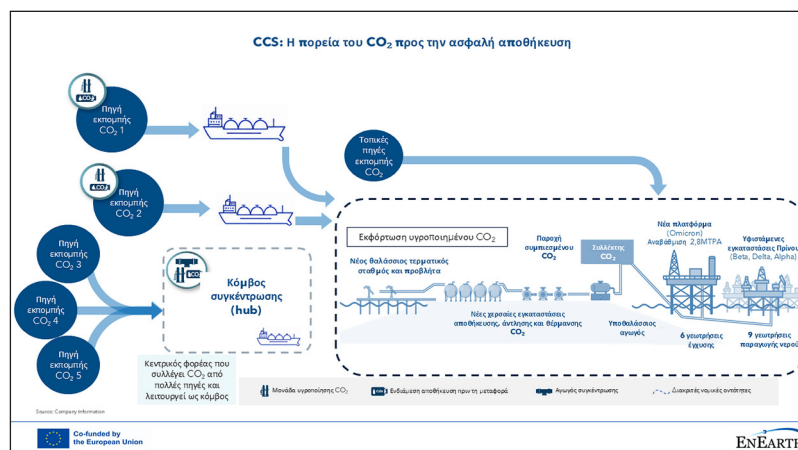 CCS: Η πορεία του CO₂ προς την ασφαλή αποθήκευση
CO₂
Πηγή
εκπομπής
CO₂ 1
CO₂
Πηγή
εκπομπής
CO₂ 2
Πηγή
εκπομπής
CO₂ 3
Πηγή
εκπομπής
CO₂ 4
Πηγή
εκπομπής
CO₂ 5
Κόμβος
συγκέντρωσης
(hub)
Κεντρικός φορέας που
συλλέγει CO₂ από
πολλές πηγές και
λειτουργεί ως κόμβος
Τοπικές
πηγές
εκπομπής
CO₂
Εκφόρτωση υγροποιημένου CO₂
Νέος θαλάσσιος τερματικός
σταθμός και προβλήτα
Παροχή
συμπιεσμένου
CO₂
Συλλέκτης
CO₂
Νέα πλατφόρμα
(Omicron)
Αναβάθμιση 2,8MTPA
Υφιστάμενες
εγκαταστάσεις Πρίνου
(Beta, Delta, Alpha)
Νέες χερσαίες εγκαταστάσεις
αποθήκευσης, άντλησης και θέρμανσης
CO₂
Υποθαλάσσιος
αγωγός
6 γεωτρήσεις
έγχυσης
9 γεωτρήσεις
παραγωγής νερού
Μονάδα υγροποίησης CO₂
Ενδιάμεση αποθήκευση πριν τη μεταφορά
Αγωγός συγκέντρωσης
Διακριτές νομικές οντότητες
Source: Company Information
Co-funded by
the European Union
ENEARTH